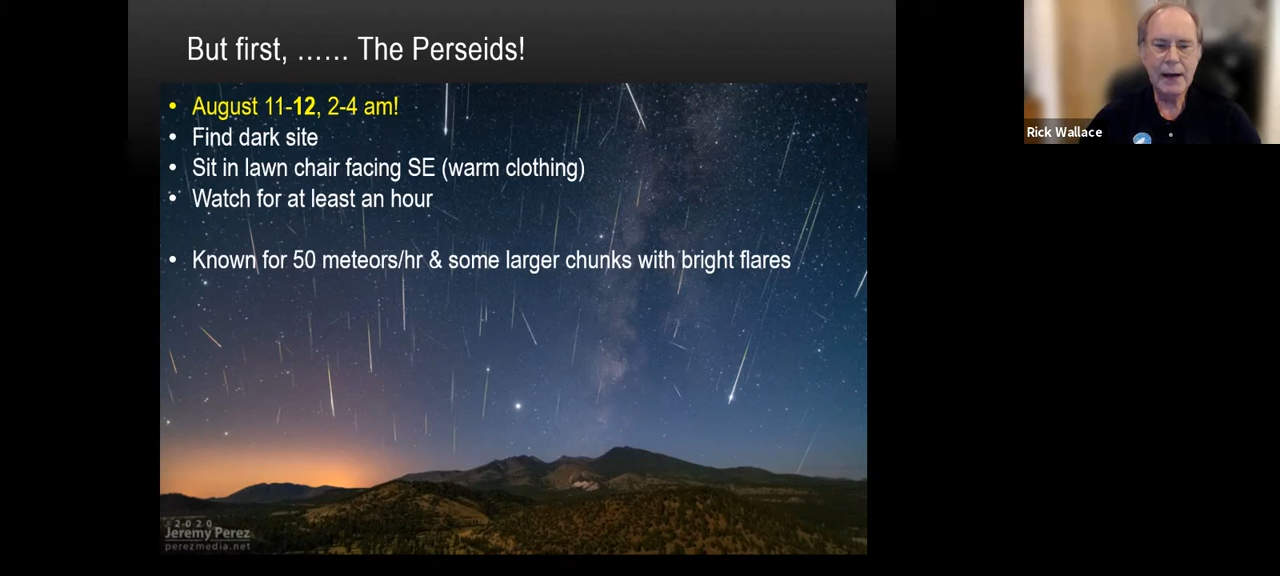 But first, …… The Perseids!
• August 11-12, 2-4 am!
• Find dark site
• Sit in lawn chair facing SE (warm clothing)
• Watch for at least an hour
• Known for 50 meteors/hr & some larger chunks with bright flares
Rick Wallace
©2020
Jeremy Perez
perezmedia.net